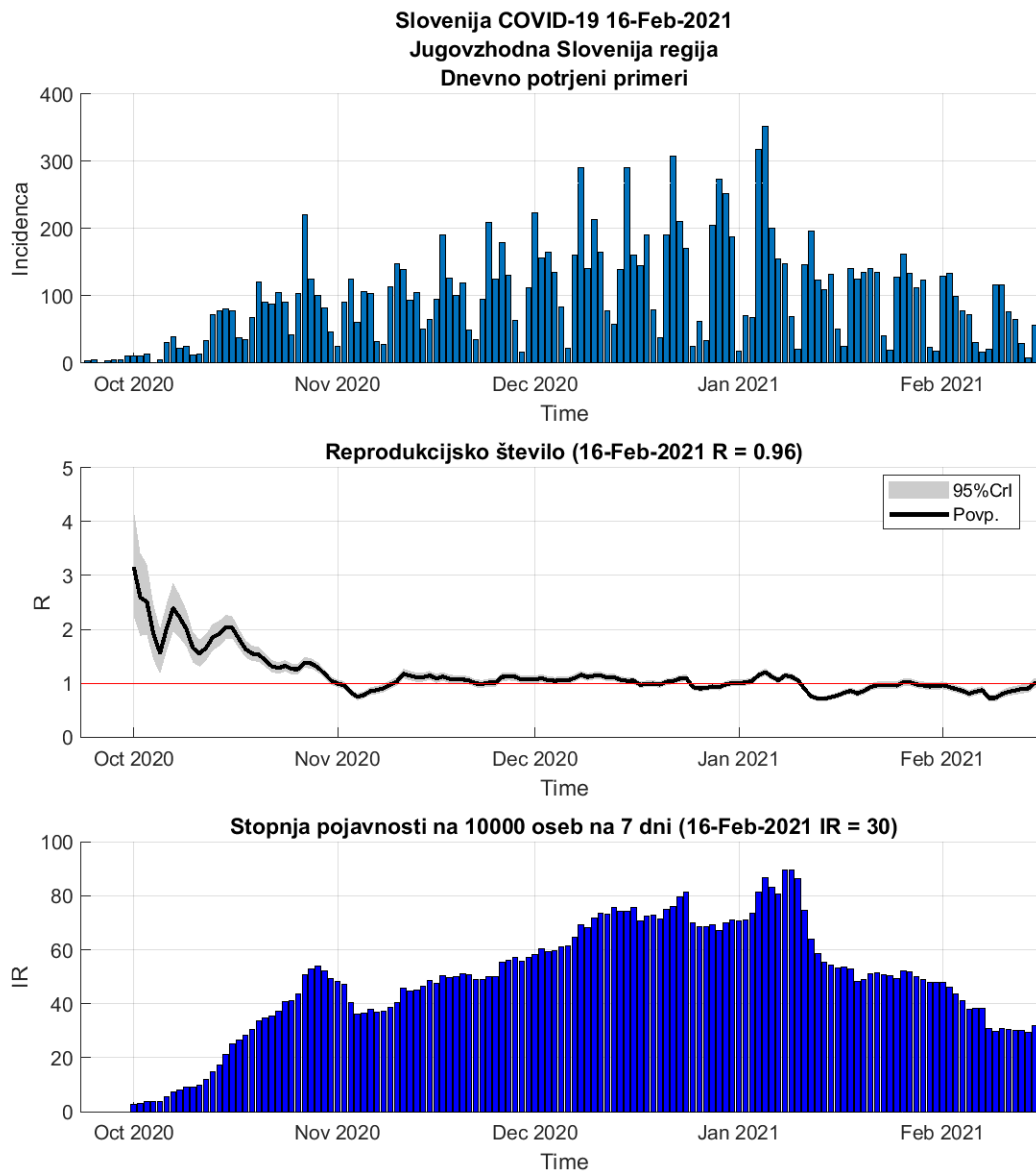 Slovenija COVID-19 16-Feb-2021
Jugovzhodna Slovenija regija
Dnevno potrjeni primeri
400
300
200
100
0
Incidenca
Oct 2020 Nov 2020 Dec 2020 Jan 2021 Feb 2021
Time
Reprodukcijsko število (16-Feb-2021 R = 0.96)
5
4
3
2
1
0
R
95%CrI
Povp.
Oct 2020 Nov 2020 Dec 2020 Jan 2021 Feb 2021
Time
Stopnja pojavnosti na 10000 oseb na 7 dni (16-Feb-2021 IR = 30)
100
80
60
40
20
0
IR
Oct 2020 Nov 2020 Dec 2020 Jan 2021 Feb 2021
Time